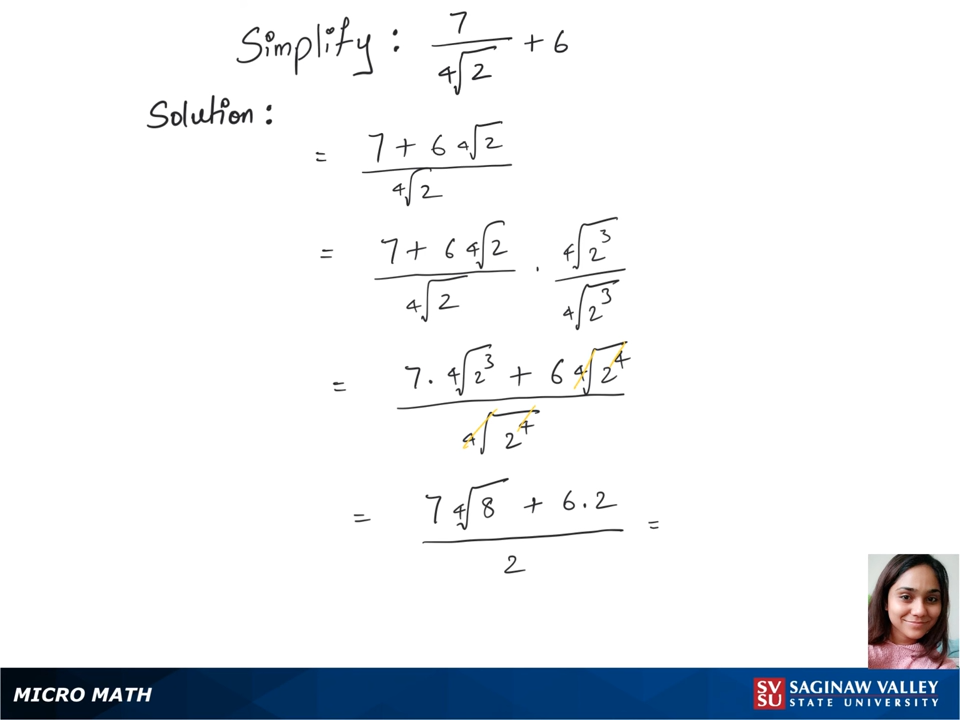 Simplify: 7/∜2 + 6
Solution:
= (7 + 6 ∜2)/∜2
= (7 + 6 ∜2)/∜2 · ∜2³/∜2³
= (7. ∜2³ + 6 ∜2⁴)/∜2⁴
= (7 ∜8 + 6.2)/2 =
MICRO MATH
SVSU SAGINAW VALLEY
STATE UNIVERSITY